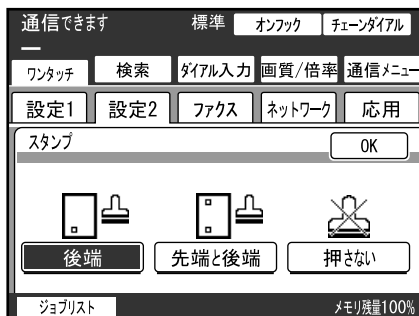 通信できます 標準 オンフック チェーンダイアル
ワンタッチ 検索 ダイアル入力 画質/倍率 通信メニュー
設定1 設定2 ファクス ネットワーク 応用
スタンプ OK
後端 先端と後端 押さない
ジョブリスト メモリ残量100%